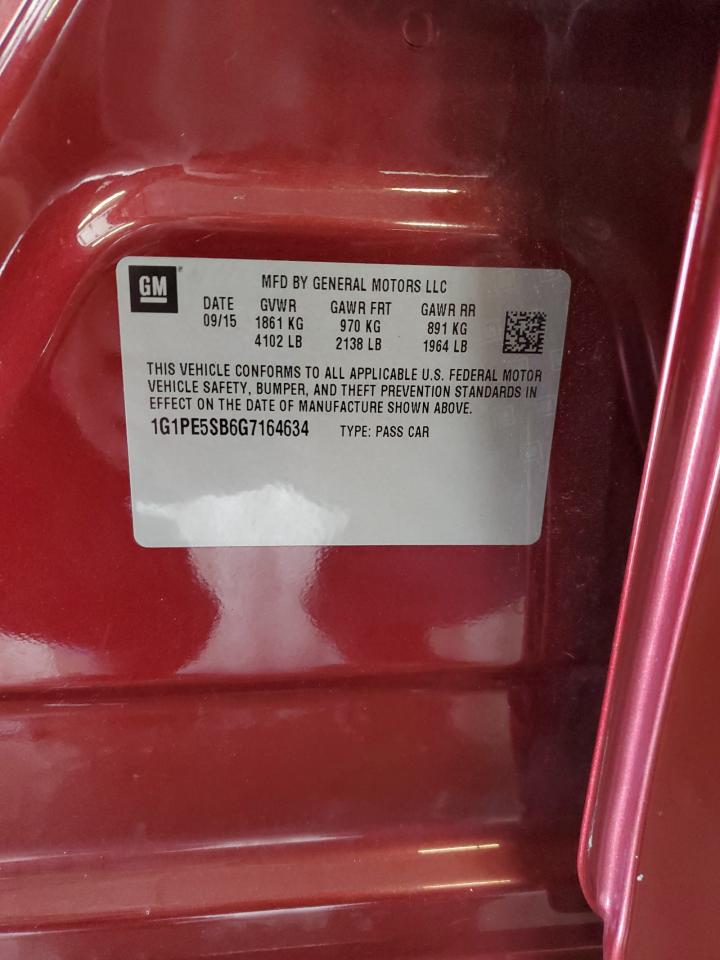 GM
MFD BY GENERAL MOTORS LLC
DATE GVWR GAWR FRT GAWR RR
09/15 1861 KG 970 KG 891 KG
4102 LB 2138 LB 1964 LB
THIS VEHICLE CONFORMS TO ALL APPLICABLE U.S. FEDERAL MOTOR
VEHICLE SAFETY, BUMPER, AND THEFT PREVENTION STANDARDS IN
EFFECT ON THE DATE OF MANUFACTURE SHOWN ABOVE.
1G1PE5SB6G7164634 TYPE: PASS CAR